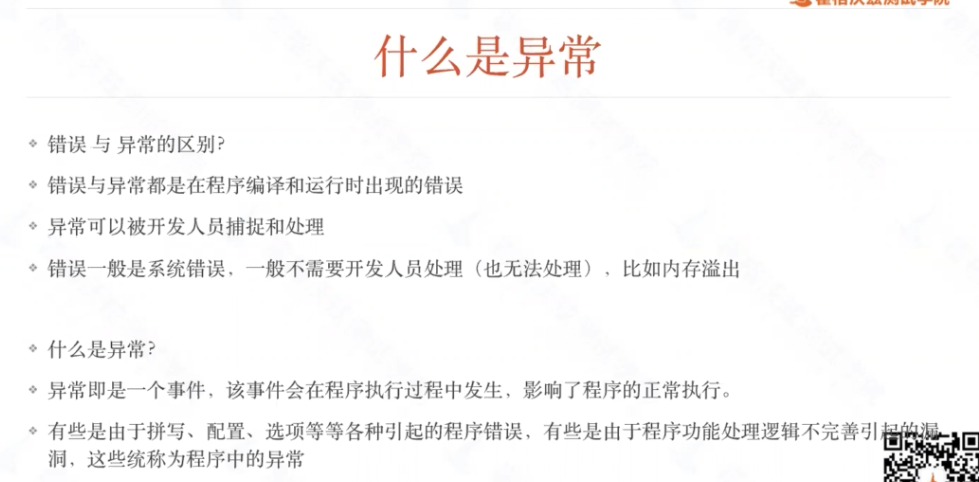 什么是异常
错误 与 异常的区别?
错误与异常都是在程序编译和运行时出现的错误
异常可以被开发人员捕捉和处理
错误一般是系统错误，一般不需要开发人员处理（也无法处理），比如内存溢出
什么是异常?
异常即是一个事件，该事件会在程序执行过程中发生，影响了程序的正常执行。
有些是由于拼写、配置、选项等等各种引起的程序错误，有些是由于程序功能处理逻辑不完善引起的漏
洞，这些统称为程序中的异常